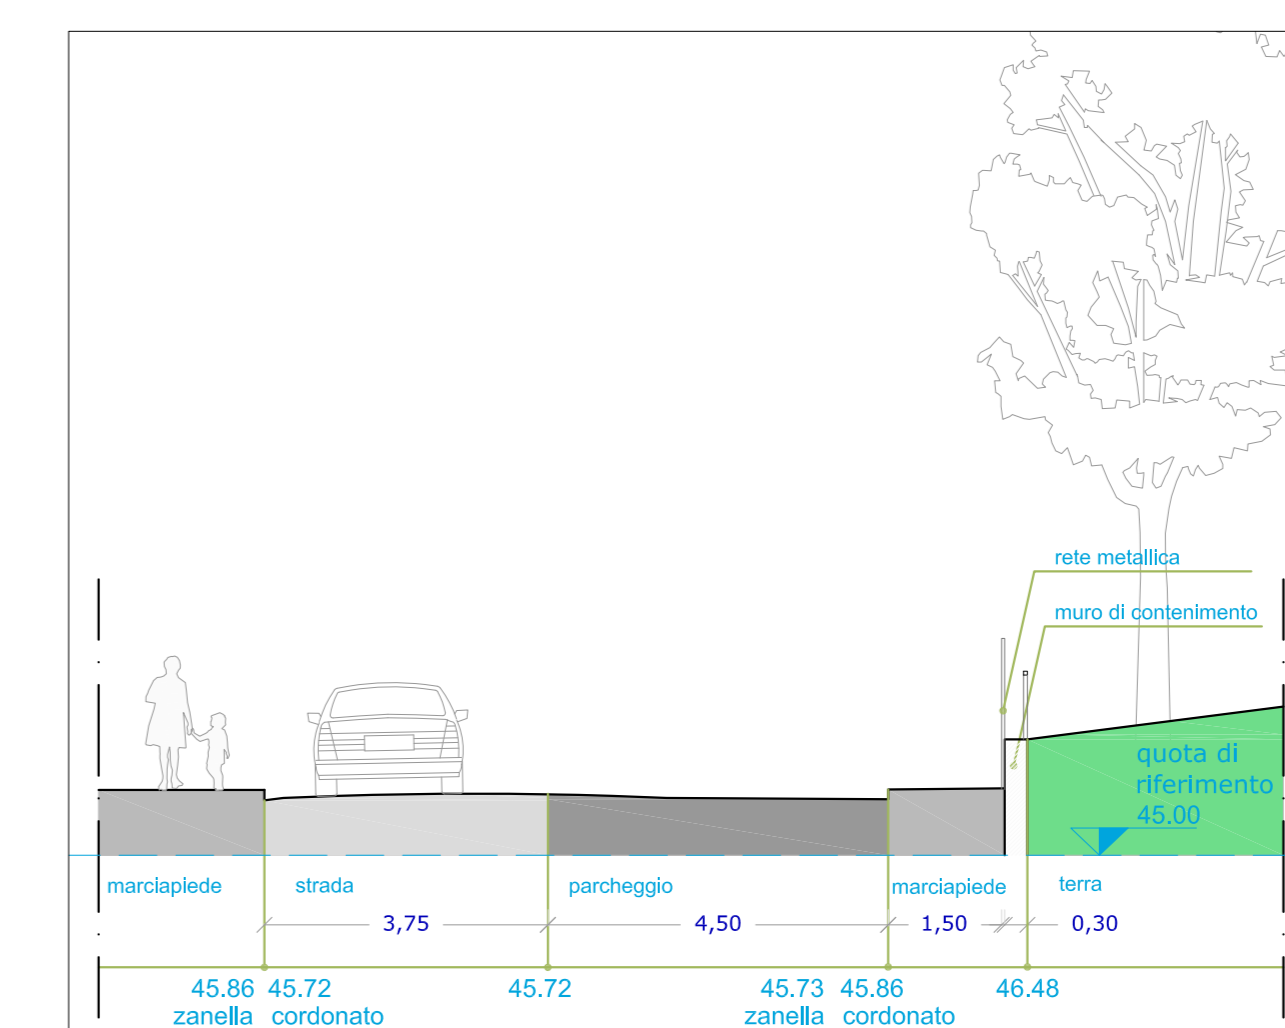 rete metallica
muro di contenimento
quota di
riferimento
45.00
marciapiede strada parcheggio marciapiede terra
3,75 4,50 1,50 0,30
45.86 45.72 45.72 45.73 45.86 46.48
zanella cordonato zanella cordonato